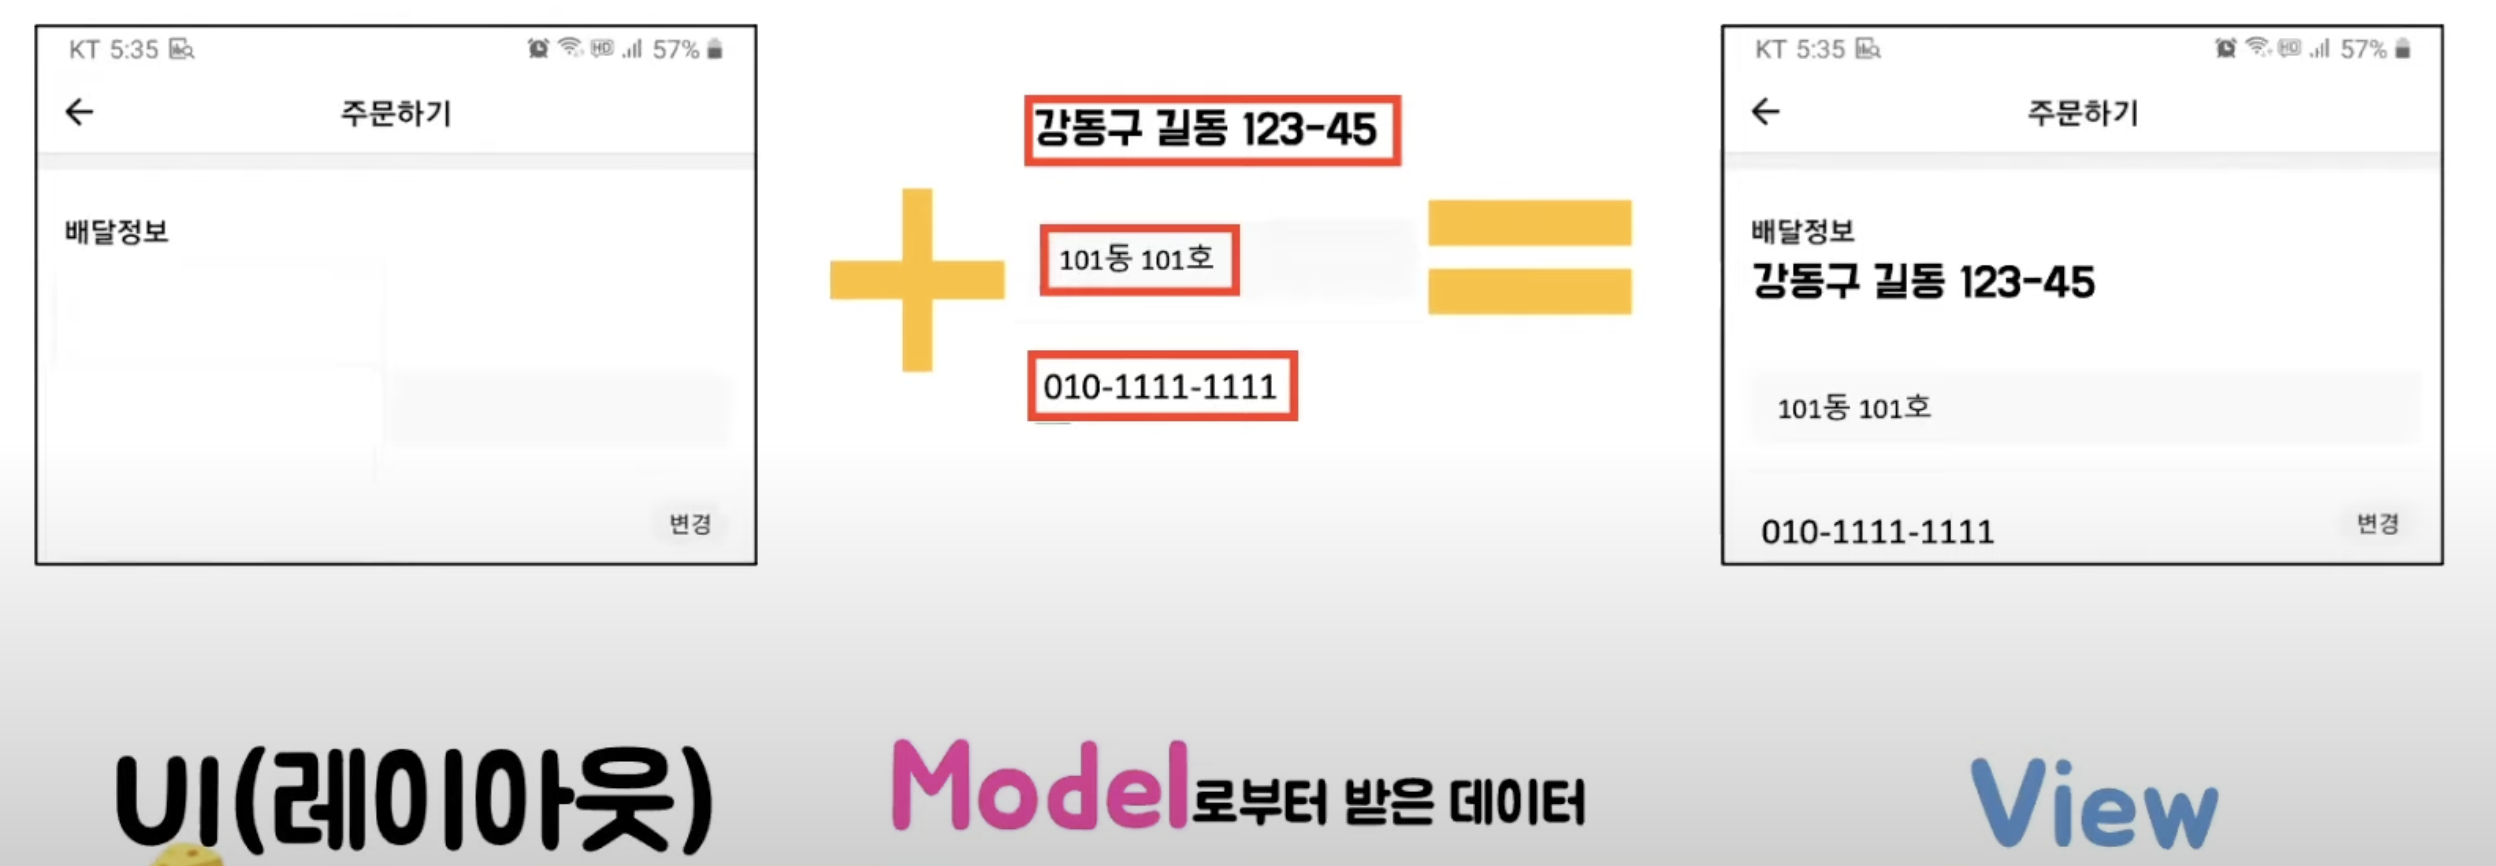 KT 5:35 HD 57%
주문하기
배달정보
변경
강동구 길동 123-45
101동 101호
010-1111-1111
KT 5:35 HD 57%
주문하기
배달정보
강동구 길동 123-45
101동 101호
010-1111-1111 변경
UI(레이아웃)
Model로부터 받은 데이터
View